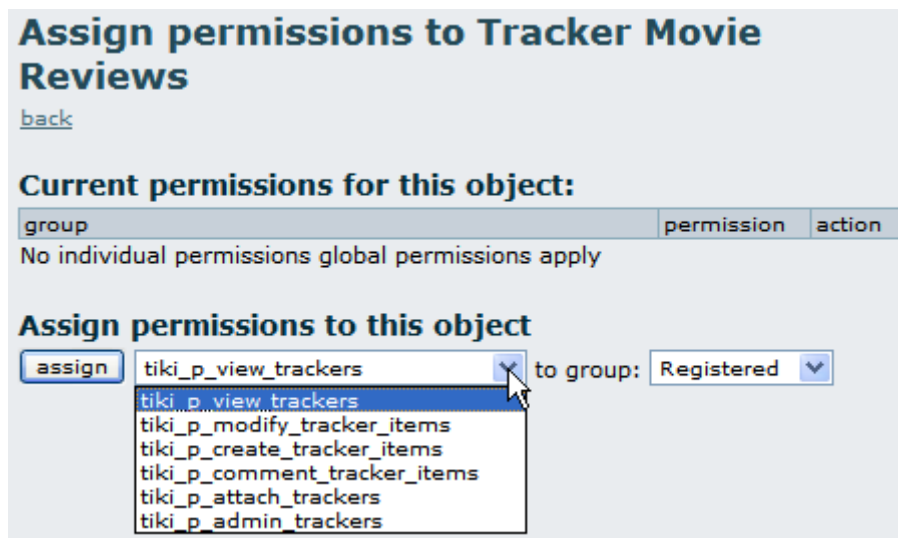 Assign permissions to Tracker Movie
Reviews
back
Current permissions for this object:
group permission action
No individual permissions global permissions apply
Assign permissions to this object
assign tiki_p_view_trackers to group: Registered
tiki_p_view_trackers
tiki_p_modify_tracker_items
tiki_p_create_tracker_items
tiki_p_comment_tracker_items
tiki_p_attach_trackers
tiki_p_admin_trackers